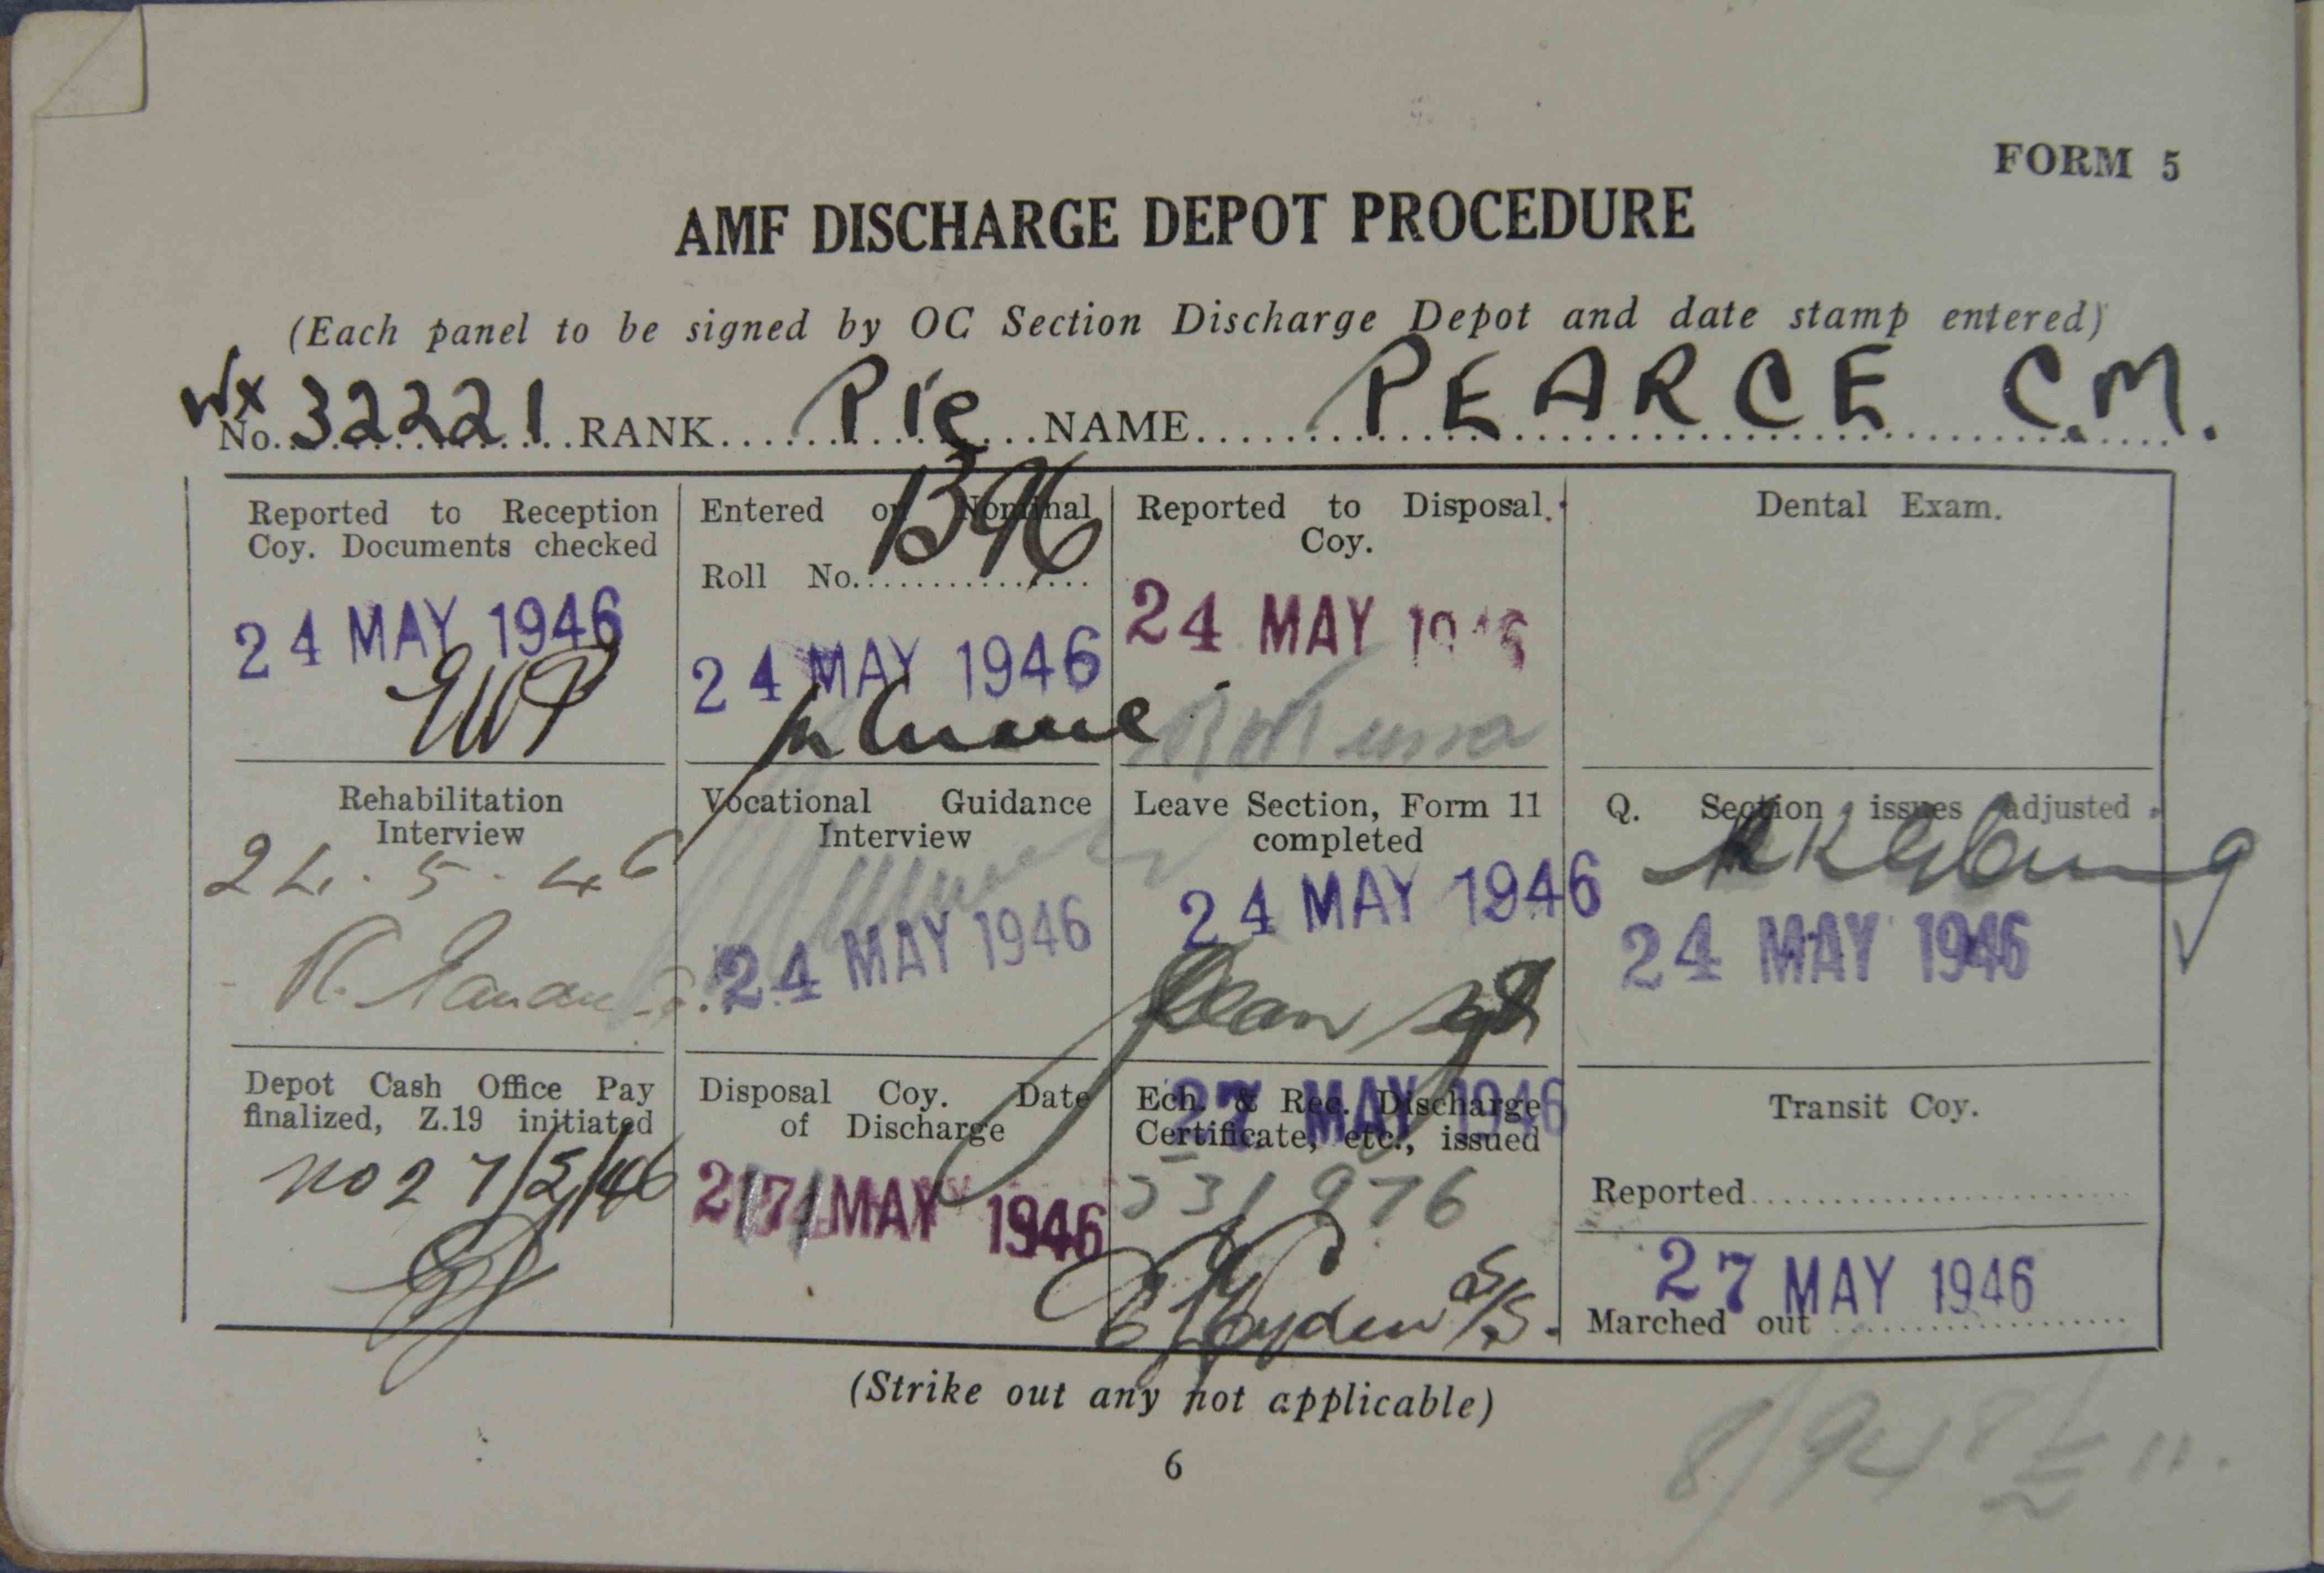 FORM 5
AMF DISCHARGE DEPOT PROCEDURE
(Each panel to be signed by OC Section Discharge Depot and date stamp entered)
WX
No. 32221 RANK Pte NAME PEARCE C.M.
Reported to Reception
Coy. Documents checked
24 MAY 1946
EWP
Entered on Nominal
Roll No. 1396
24 MAY 1946
Reported to Disposal
Coy.
24 MAY 1946
Dental Exam.
Rehabilitation
Interview
24.5.46
Vocational Guidance
Interview
24 MAY 1946
Leave Section, Form 11
completed
24 MAY 1946
Sgt
Q. Section issues adjusted
24 MAY 1946
Depot Cash Office Pay
finalized, Z.19 initiated
27/5/46
Disposal Coy. Date
of Discharge
27 MAY 1946
Ech. & Rec. Discharge
Certificate, etc., issued
27 MAY 1946
331976
S/S.
Transit Coy.
Reported
27 MAY 1946
Marched out
(Strike out any not applicable)
6